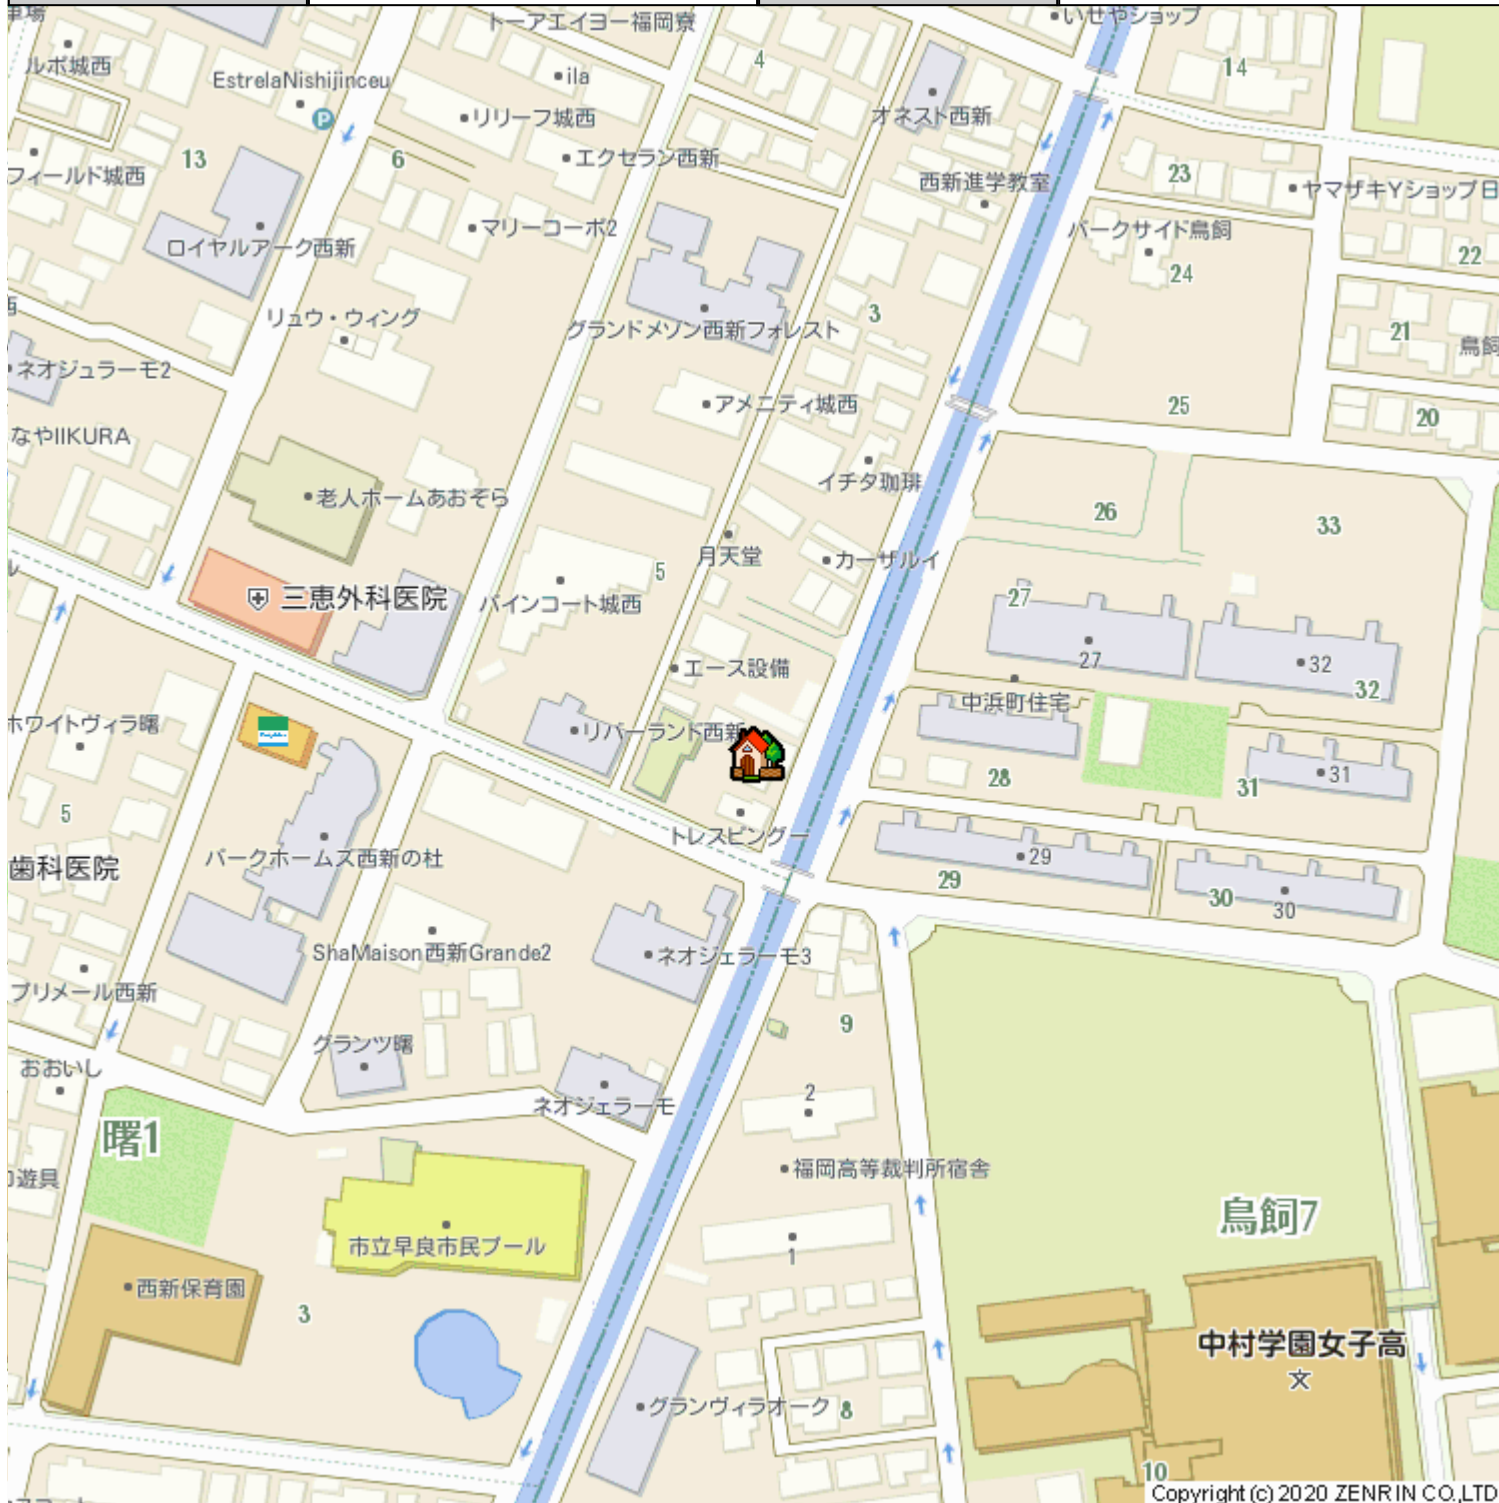 いせやショップ
トーアエイヨー福岡寮
4
14
ルポ城西
EstrelaNishijinceu
ila
P
リリーフ城西
オネスト西新
13
6
エクセラン西新
23
フィールド城西
西新進学教室
ヤマザキYショップ日
マリーコーポ2
パークサイド鳥飼
ロイヤルアーク西新
22
24
リュウ・ウィング
グランドメゾン西新フォレスト
3
21
鳥飼
ネオジュラーモ2
アメニティ城西
25
20
なやIIKURA
イチタ珈琲
老人ホームあおぞら
26
33
月天堂
カーザルイ
5
三恵外科医院
パインコート城西
27
27
32
エース設備
32
中浜町住宅
ホワイトヴィラ曙
リバーランド西新
28
31
31
5
トレスピングー
29
パークホームズ西新の杜
歯科医院
29
30
30
ShaMaison西新Grande2
ネオジェラーモ3
プリメール西新
9
グランツ曙
おおいし
2
ネオジェラーモ
曙1
福岡高等裁判所宿舎
遊具
鳥飼7
市立早良市民プール
1
西新保育園
3
中村学園女子高
文
グランヴィラオーク
8
10
Copyright (c) 2020 ZENRIN CO.,LTD